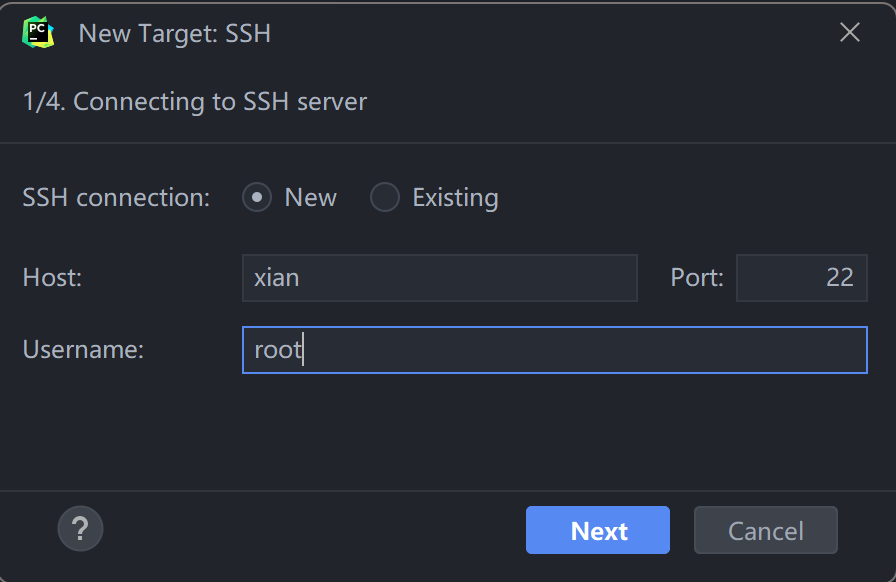 PC New Target: SSH
1/4. Connecting to SSH server
SSH connection: New Existing
Host: xian Port: 22
Username: root
? Next Cancel